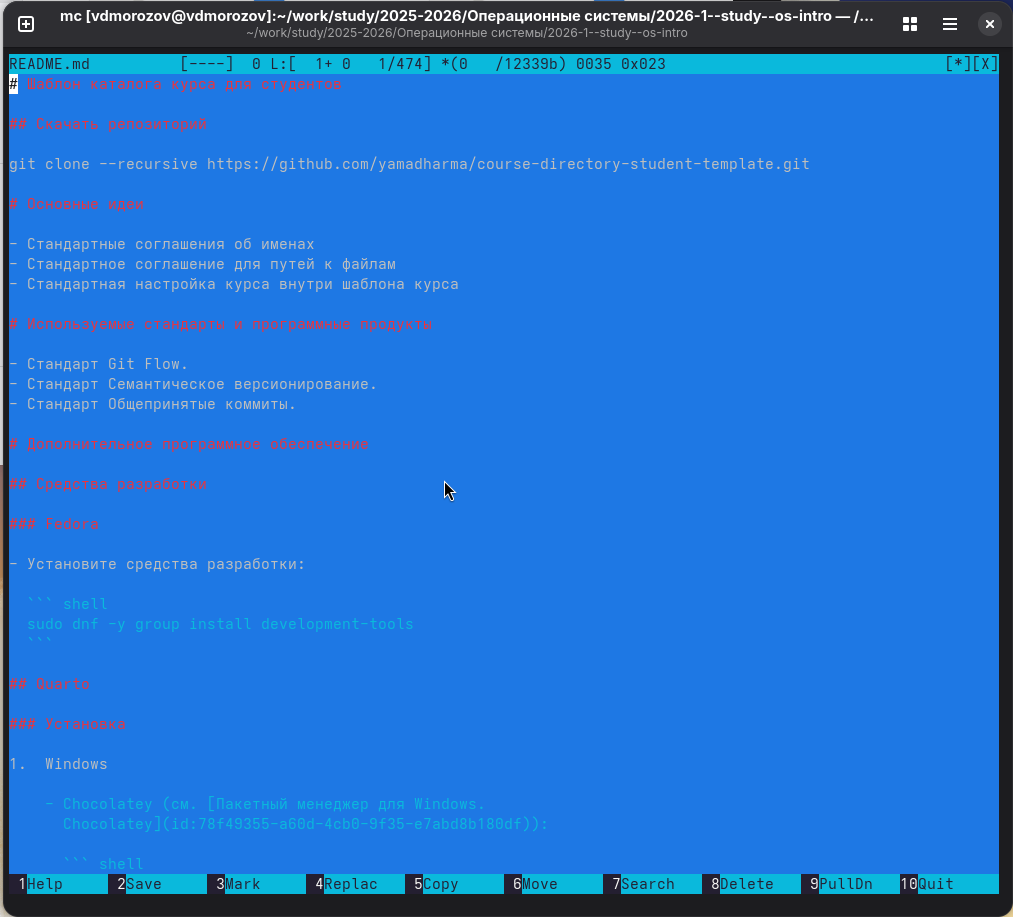 mc [vdmorozov@vdmorozov]:~/work/study/2025-2026/Операционные системы/2026-1--study--os-intro — /...
~/work/study/2025-2026/Операционные системы/2026-1--study--os-intro
README.md [----] 0 L:[ 1+ 0 1/474] *(0 /12339b) 0035 0x023 [*][X]
# Шаблон каталога курса для студентов
## Скачать репозиторий
git clone --recursive https://github.com/yamadharma/course-directory-student-template.git
# Основные идеи
- Стандартные соглашения об именах
- Стандартное соглашение для путей к файлам
- Стандартная настройка курса внутри шаблона курса
# Используемые стандарты и программные продукты
- Стандарт Git Flow.
- Стандарт Семантическое версионирование.
- Стандарт Общепринятые коммиты.
# Дополнительное программное обеспечение
## Средства разработки
### Fedora
- Установите средства разработки:
``` shell
sudo dnf -y group install development-tools
```
## Quarto
### Установка
1. Windows
- Chocolatey (см. [Пакетный менеджер для Windows.
Chocolatey](id:78f49355-a60d-4cb0-9f35-e7abd8b180df)):
``` shell
1Help 2Save 3Mark 4Replac 5Copy 6Move 7Search 8Delete 9PullDn 10Quit